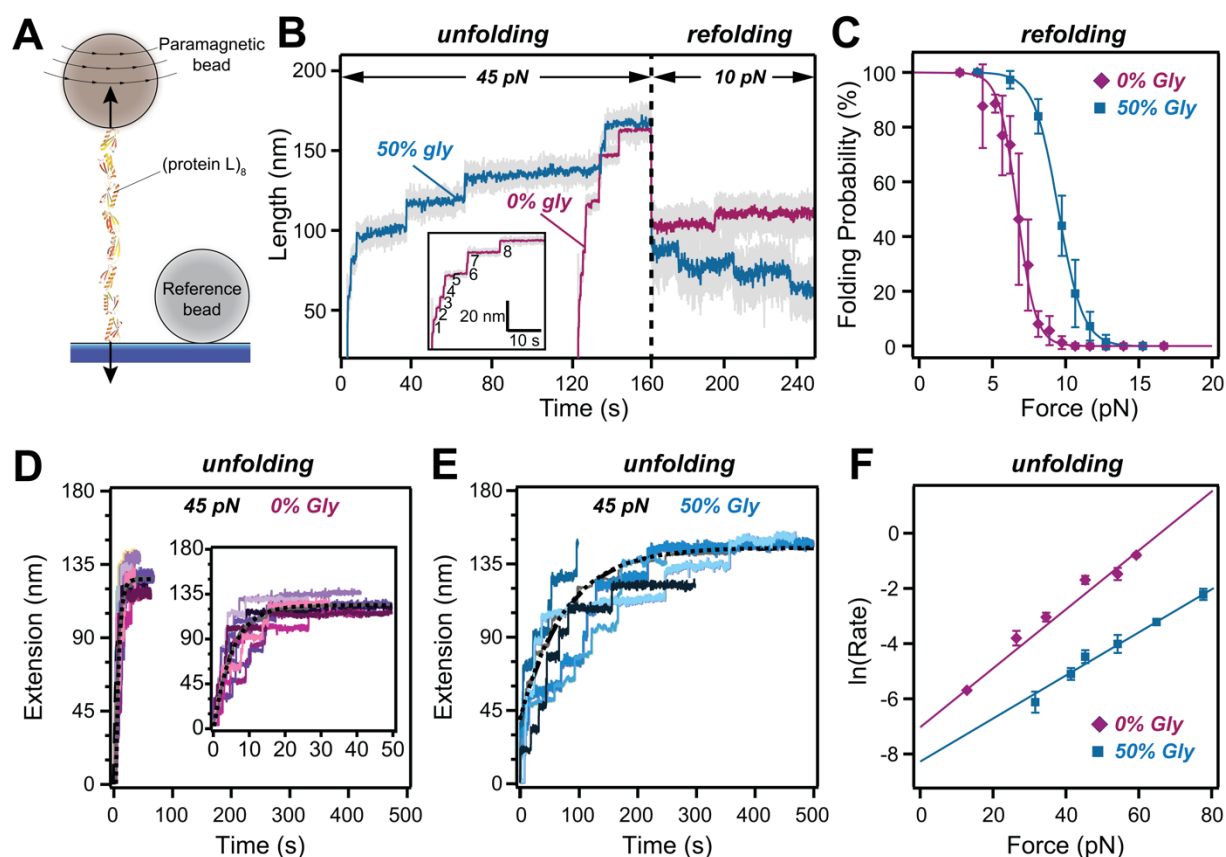 A
Paramagnetic
bead
(protein L)8
Reference
bead
B
unfolding
refolding
45 pN
10 pN
200
150
100
50
Length (nm)
50% gly
0% gly
1
2
3
4
5
6
7
8
20 nm
10 s
0
40
80
120
160
200
240
Time (s)
C
refolding
100
80
60
40
20
0
Folding Probability (%)
0% Gly
50% Gly
0
5
10
15
20
Force (pN)
D
unfolding
45 pN
0% Gly
180
135
90
45
0
Extension (nm)
180
135
90
45
0
0
10
20
30
40
50
0
100
200
300
400
500
Time (s)
E
unfolding
45 pN
50% Gly
180
135
90
45
0
Extension (nm)
0
100
200
300
400
500
Time (s)
F
unfolding
0
-2
-4
-6
-8
ln(Rate)
0% Gly
50% Gly
0
20
40
60
80
Force (pN)